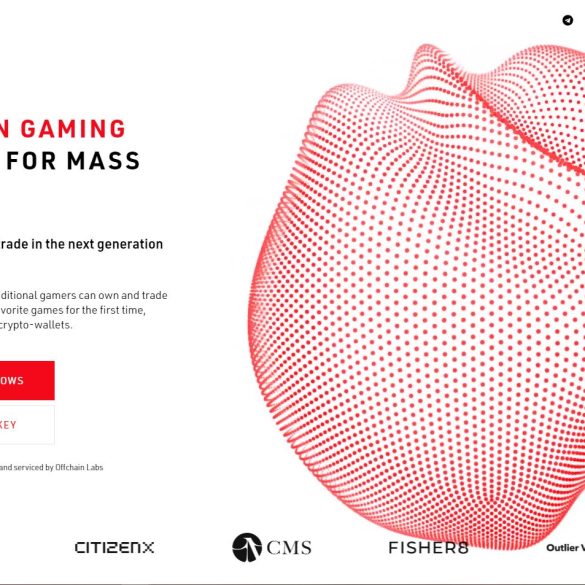 N GAMING
FOR MASS
rade in the next generation
ditional gamers can own and trade
vorite games for the first time,
crypto-wallets.
OWS
KEY
and serviced by Offchain Labs
CITIZENX
CMS
FISHER8
Outlier V